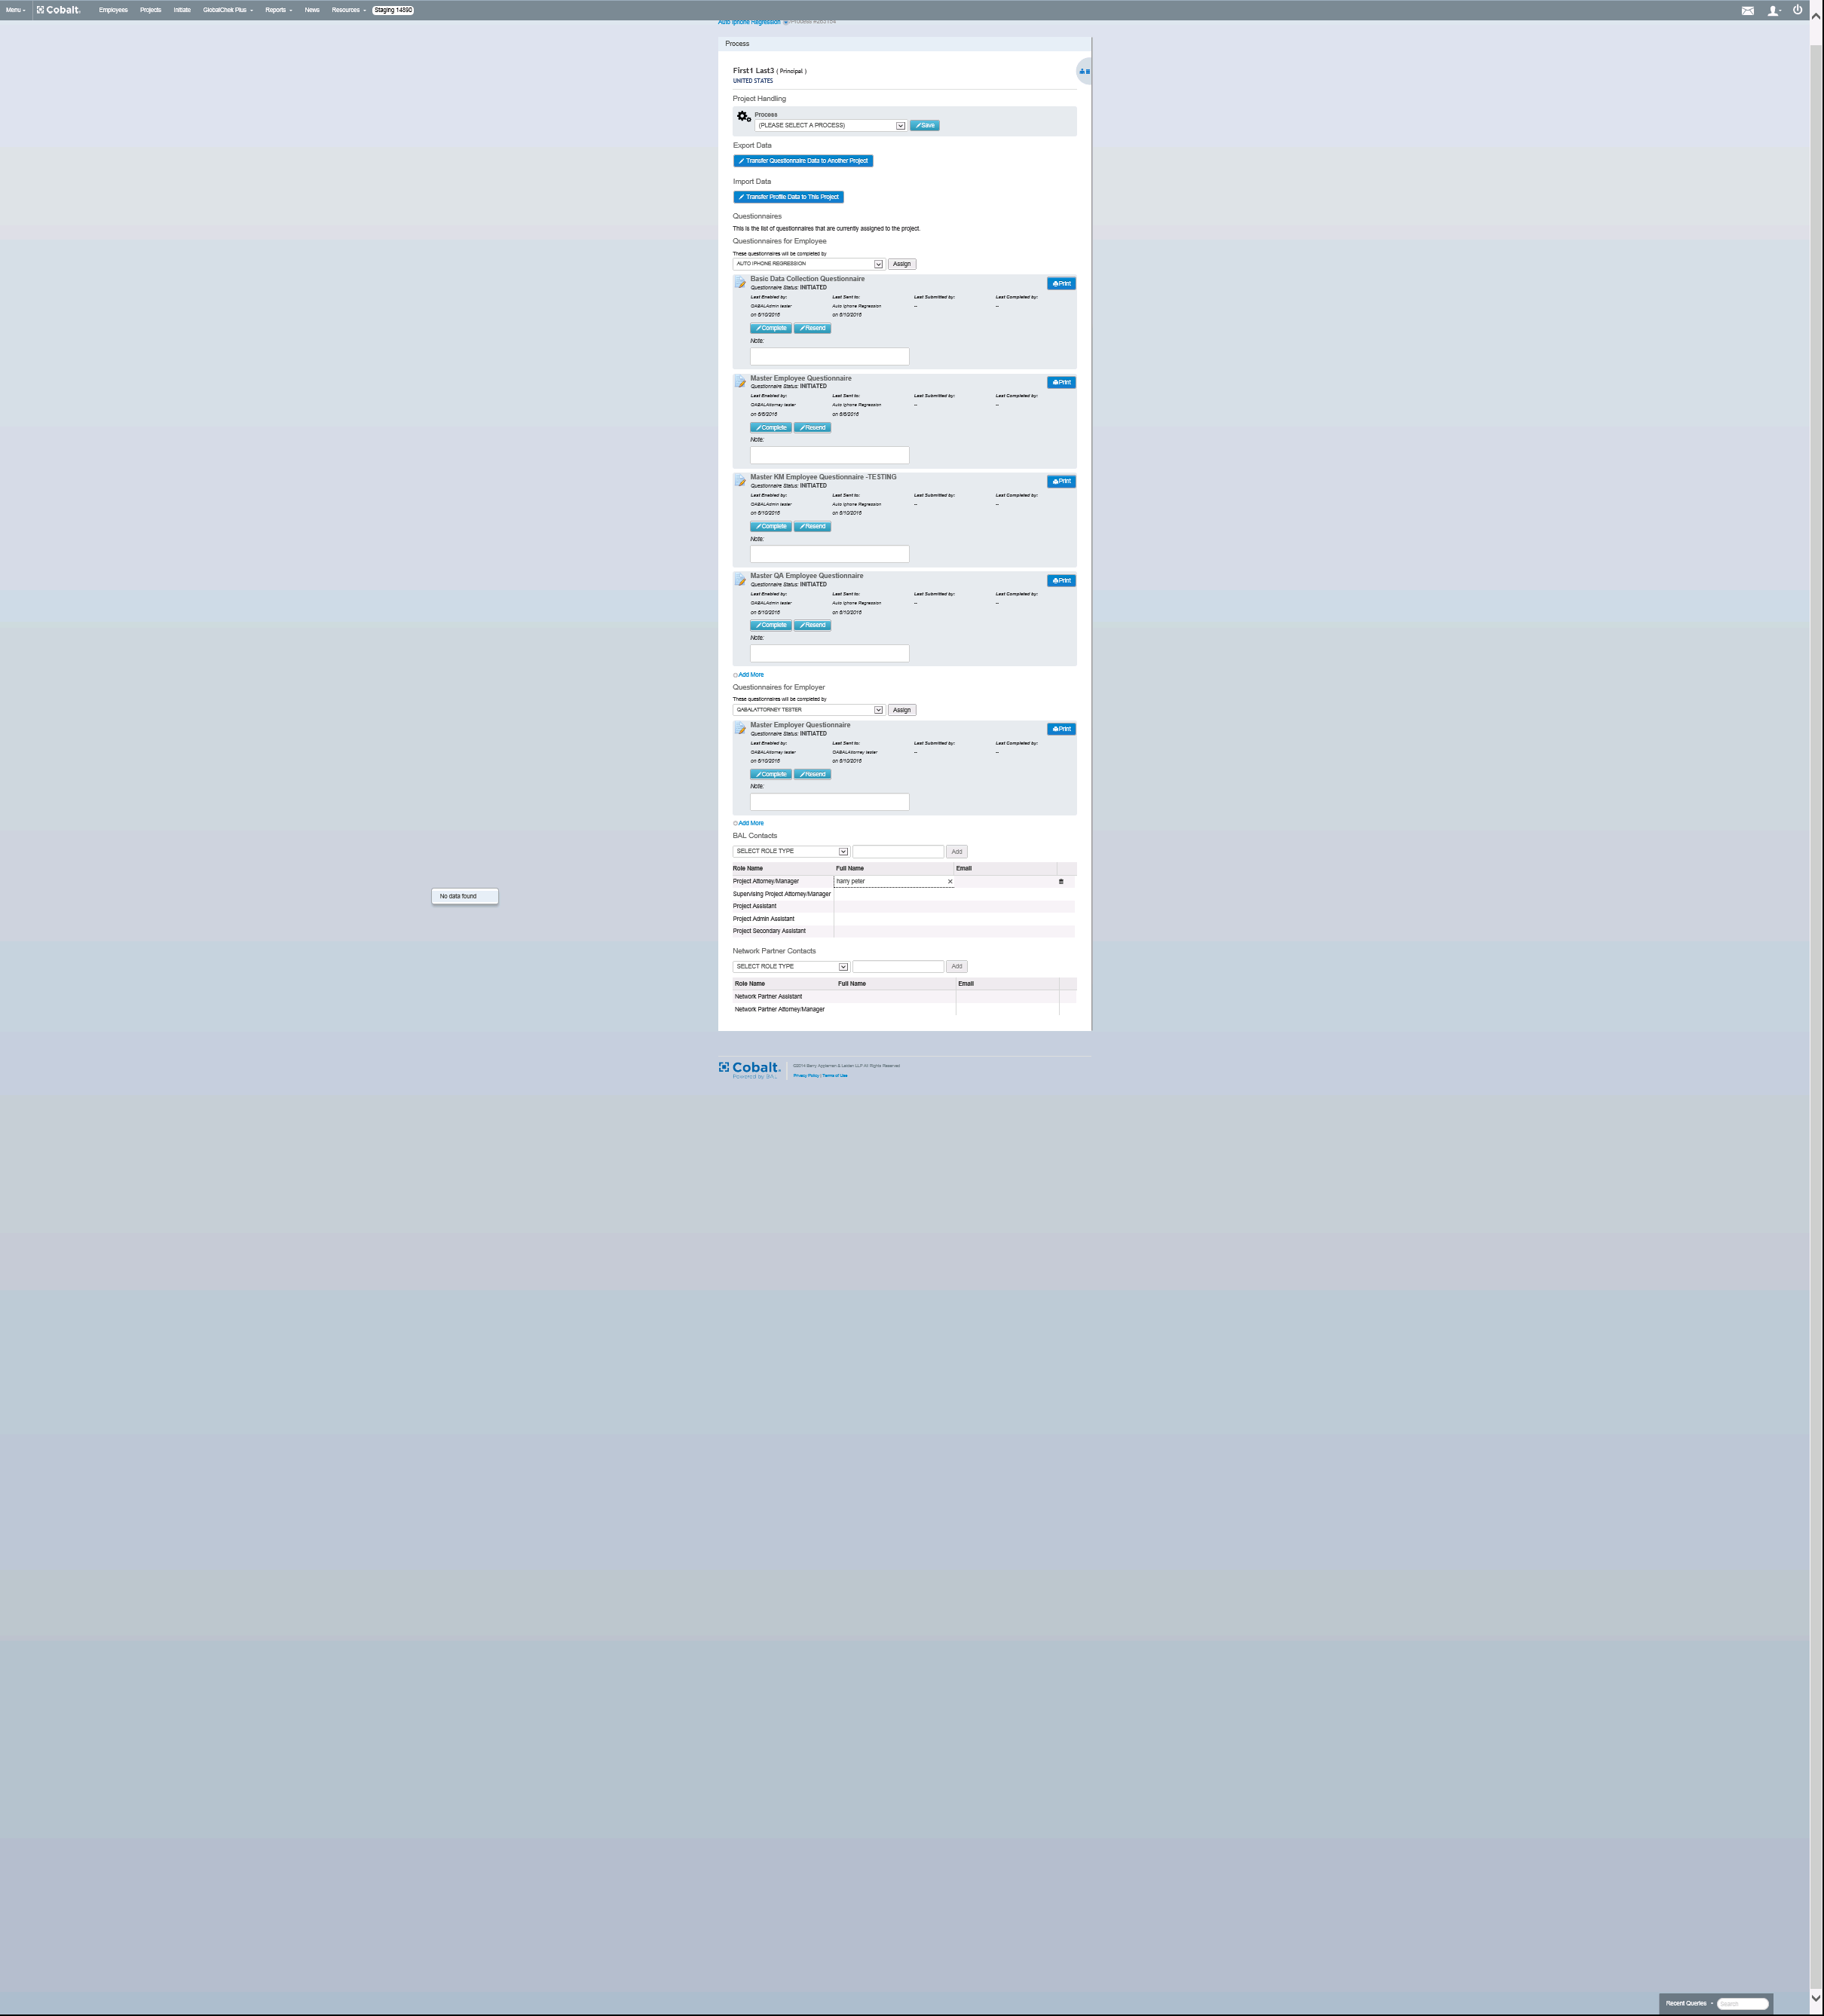 Menu
Cobalt.
Employees
Projects
Initiate
GlobalChek Plus
Reports
News
Resources
Staging 14890
Auto Iphone Regression
Process
First1 Last3 ( Principal )
UNITED STATES
Project Handling
Process
(PLEASE SELECT A PROCESS)
Save
Export Data
Transfer Questionnaire Data to Another Project
Import Data
Transfer Profile Data to This Project
Questionnaires
This is the list of questionnaires that are currently assigned to the project.
Questionnaires for Employee
These questionnaires will be completed by
AUTO IPHONE REGRESSION
Assign
Basic Data Collection Questionnaire
Print
Questionnaire Status: INITIATED
Last Enabled by: Last Sent to: Last Submitted by: Last Completed by:
QABALAdmin tester Auto Iphone Regression -- --
on 6/10/2016 on 6/10/2016
Complete Resend
Note:
Master Employee Questionnaire
Print
Questionnaire Status: INITIATED
Last Enabled by: Last Sent to: Last Submitted by: Last Completed by:
QABALAttorney tester Auto Iphone Regression -- --
on 6/6/2016 on 6/6/2016
Complete Resend
Note:
Master KM Employee Questionnaire -TESTING
Print
Questionnaire Status: INITIATED
Last Enabled by: Last Sent to: Last Submitted by: Last Completed by:
QABALAdmin tester Auto Iphone Regression -- --
on 6/10/2016 on 6/10/2016
Complete Resend
Note:
Master QA Employee Questionnaire
Print
Questionnaire Status: INITIATED
Last Enabled by: Last Sent to: Last Submitted by: Last Completed by:
QABALAdmin tester Auto Iphone Regression -- --
on 6/10/2016 on 6/10/2016
Complete Resend
Note:
Add More
Questionnaires for Employer
These questionnaires will be completed by
QABALATTORNEY TESTER
Assign
Master Employer Questionnaire
Print
Questionnaire Status: INITIATED
Last Enabled by: Last Sent to: Last Submitted by: Last Completed by:
QABALAttorney tester QABALAttorney tester -- --
on 6/10/2016 on 6/10/2016
Complete Resend
Note:
Add More
BAL Contacts
SELECT ROLE TYPE
Add
Role Name Full Name Email
Project Attorney/Manager harry peter
Supervising Project Attorney/Manager
No data found
Project Assistant
Project Admin Assistant
Project Secondary Assistant
Network Partner Contacts
SELECT ROLE TYPE
Add
Role Name Full Name Email
Network Partner Assistant
Network Partner Attorney/Manager
Cobalt.
Powered by BAL
©2014 Berry Appleman & Leiden LLP All Rights Reserved
Privacy Policy | Terms of Use
Recent Queries
Search